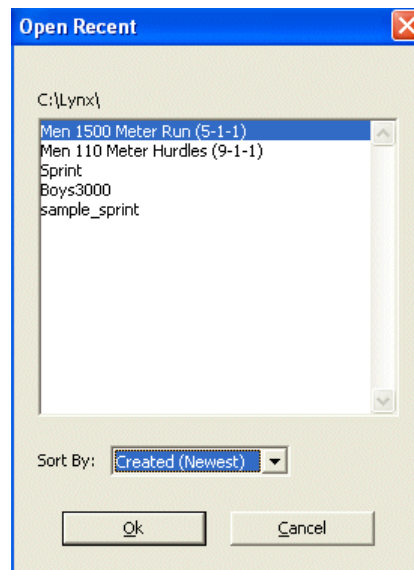 Open Recent
C:\Lynx\
Men 1500 Meter Run (5-1-1)
Men 110 Meter Hurdles (9-1-1)
Sprint
Boys3000
sample_sprint
Sort By: Created (Newest)
Ok Cancel